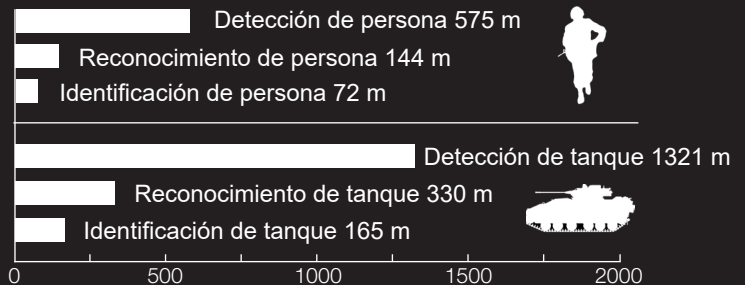 Detección de persona 575 m
Reconocimiento de persona 144 m
Identificación de persona 72 m
Detección de tanque 1321 m
Reconocimiento de tanque 330 m
Identificación de tanque 165 m
0 500 1000 1500 2000